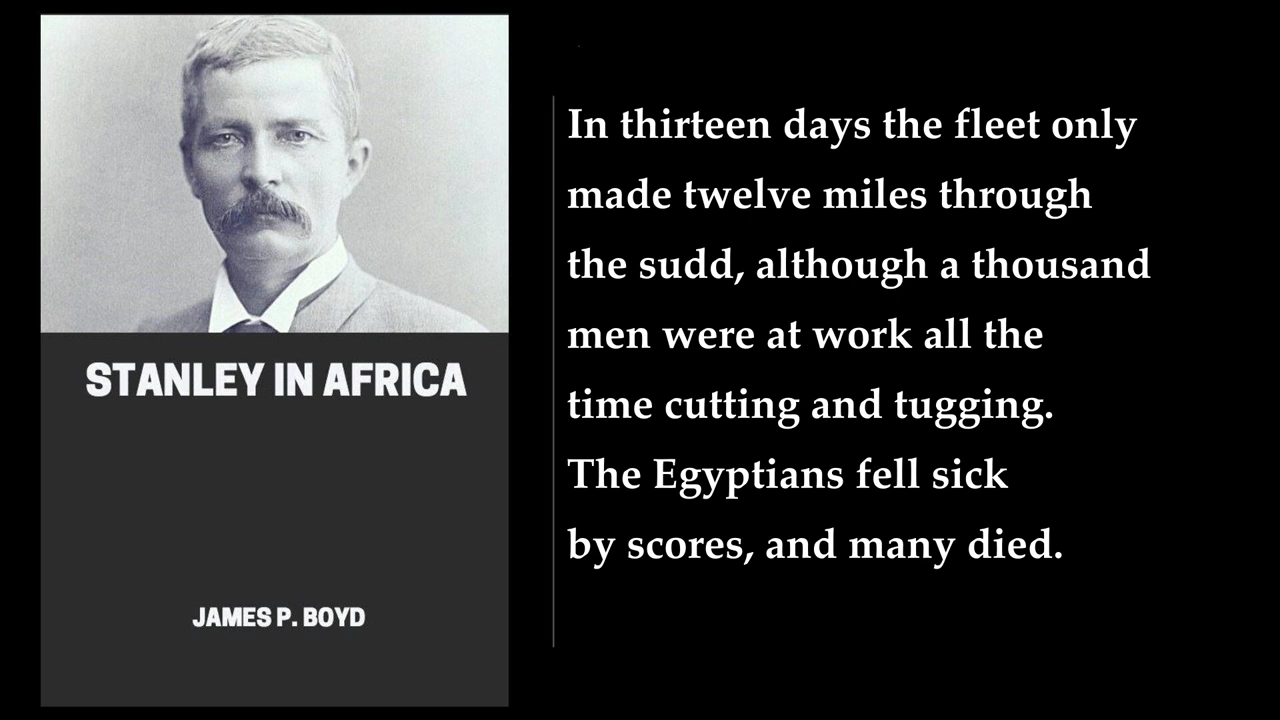 STANLEY IN AFRICA
JAMES P. BOYD
In thirteen days the fleet only
made twelve miles through
the sudd, although a thousand
men were at work all the
time cutting and tugging.
The Egyptians fell sick
by scores, and many died.